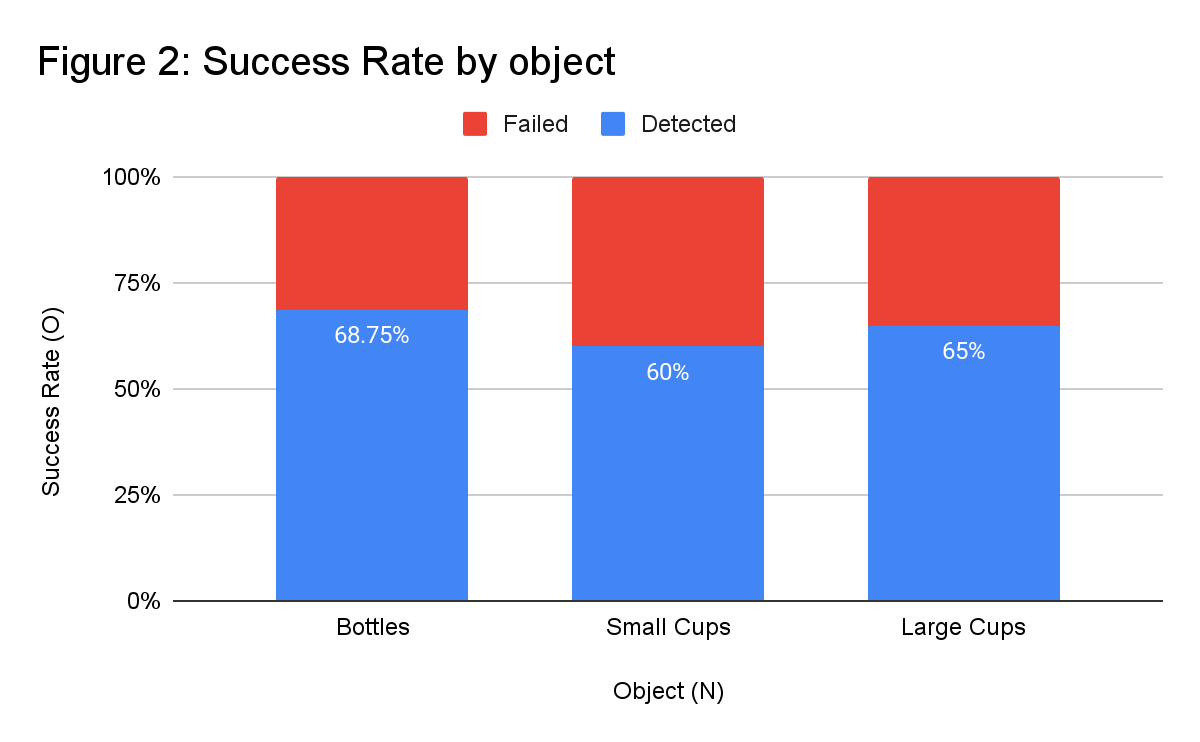 Figure 2: Success Rate by object
Failed
Detected
100%
75%
50%
25%
0%
Success Rate (O)
68.75%
60%
65%
Bottles
Small Cups
Large Cups
Object (N)